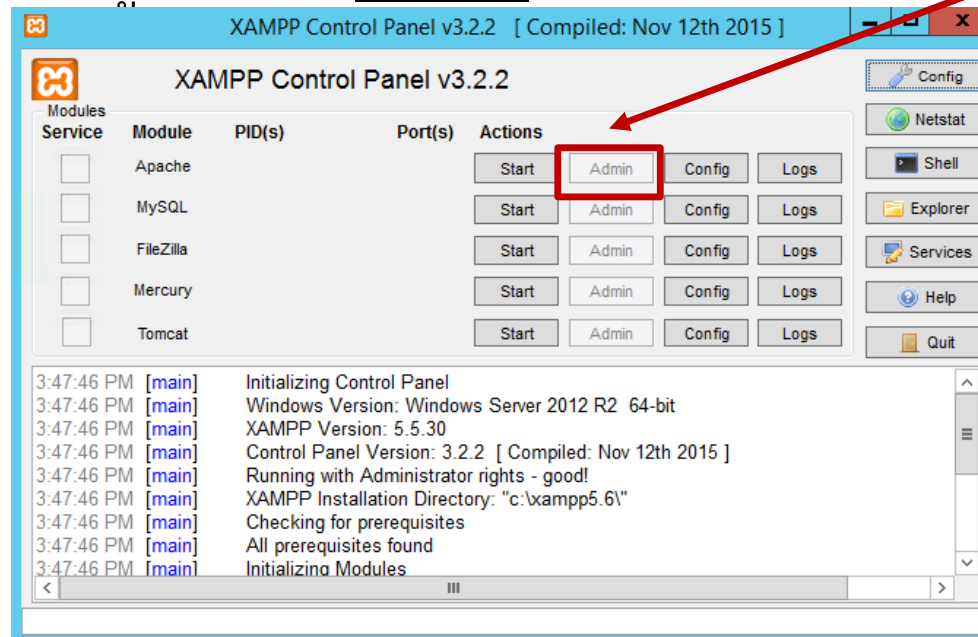 XAMPP Control Panel v3.2.2 [ Compiled: Nov 12th 2015 ]
XAMPP Control Panel v3.2.2
Config
Modules
Service Module PID(s) Port(s) Actions
Netstat
Apache Start Admin Config Logs
Shell
MySQL Start Admin Config Logs
Explorer
FileZilla Start Admin Config Logs
Services
Mercury Start Admin Config Logs
Help
Tomcat Start Admin Config Logs
Quit
3:47:46 PM [main] Initializing Control Panel
3:47:46 PM [main] Windows Version: Windows Server 2012 R2 64-bit
3:47:46 PM [main] XAMPP Version: 5.5.30
3:47:46 PM [main] Control Panel Version: 3.2.2 [ Compiled: Nov 12th 2015 ]
3:47:46 PM [main] Running with Administrator rights - good!
3:47:46 PM [main] XAMPP Installation Directory: "c:\xampp5.6\"
3:47:46 PM [main] Checking for prerequisites
3:47:46 PM [main] All prerequisites found
3:47:46 PM [main] Initializing Modules